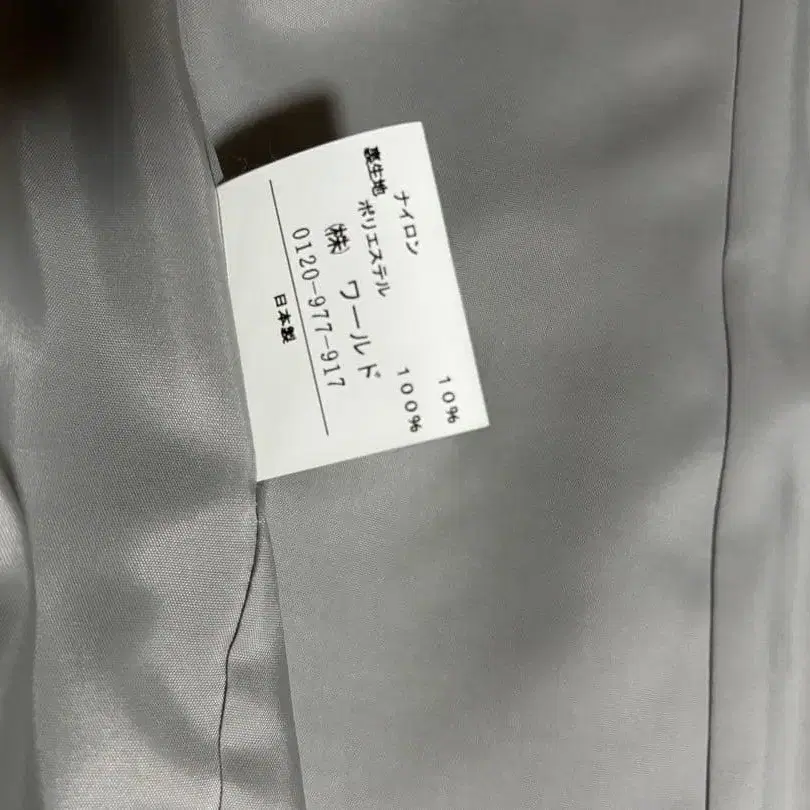 ナイロン 10%
裏生地 ポリエステル 100%
㈱ ワールド
0120-977-917
日本製